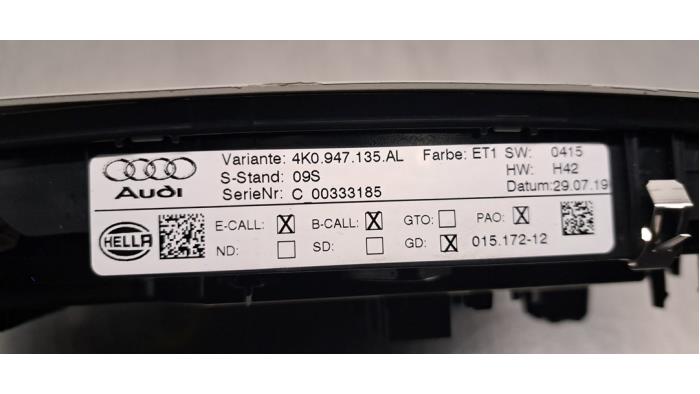 Variante: 4K0.947.135.AL Farbe: ET1 SW: 0415
S-Stand: 09S HW: H42
Audi SerieNr: C 00333185 Datum:29.07.19
HELLA E-CALL: X B-CALL: X GTO: PAO: X
ND: SD: GD: X 015.172-12